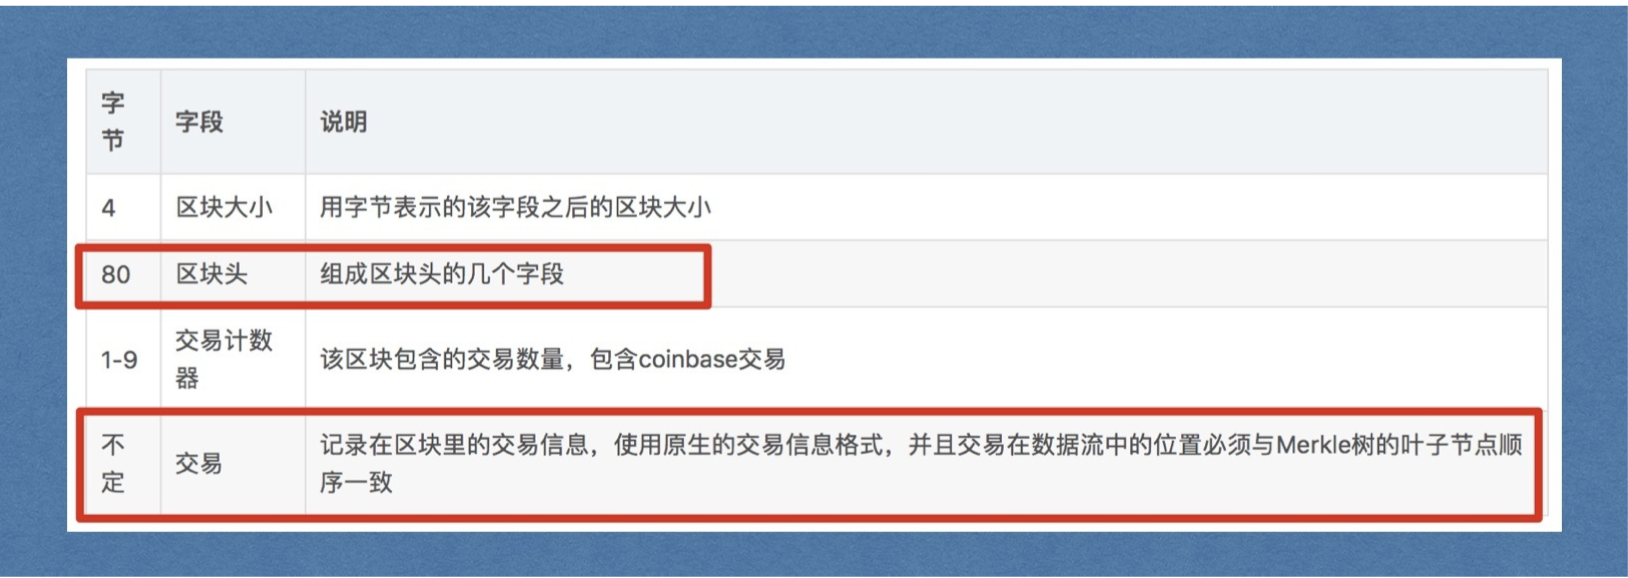 字
节
字段
说明
4
区块大小
用字节表示的该字段之后的区块大小
80
区块头
组成区块头的几个字段
1-9
交易计数
器
该区块包含的交易数量，包含coinbase交易
不
定
交易
记录在区块里的交易信息，使用原生的交易信息格式，并且交易在数据流中的位置必须与Merkle树的叶子节点顺
序一致